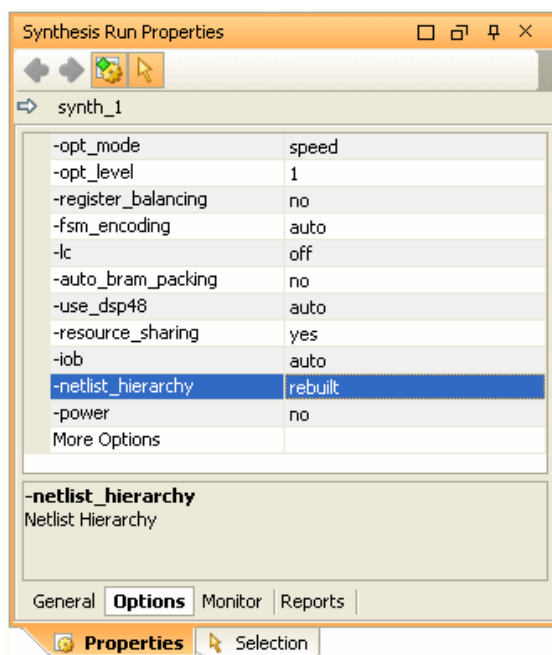 Synthesis Run Properties
synth_1
-opt_mode speed
-opt_level 1
-register_balancing no
-fsm_encoding auto
-lc off
-auto_bram_packing no
-use_dsp48 auto
-resource_sharing yes
-iob auto
-netlist_hierarchy rebuilt
-power no
More Options
-netlist_hierarchy
Netlist Hierarchy
General Options Monitor Reports
Properties Selection